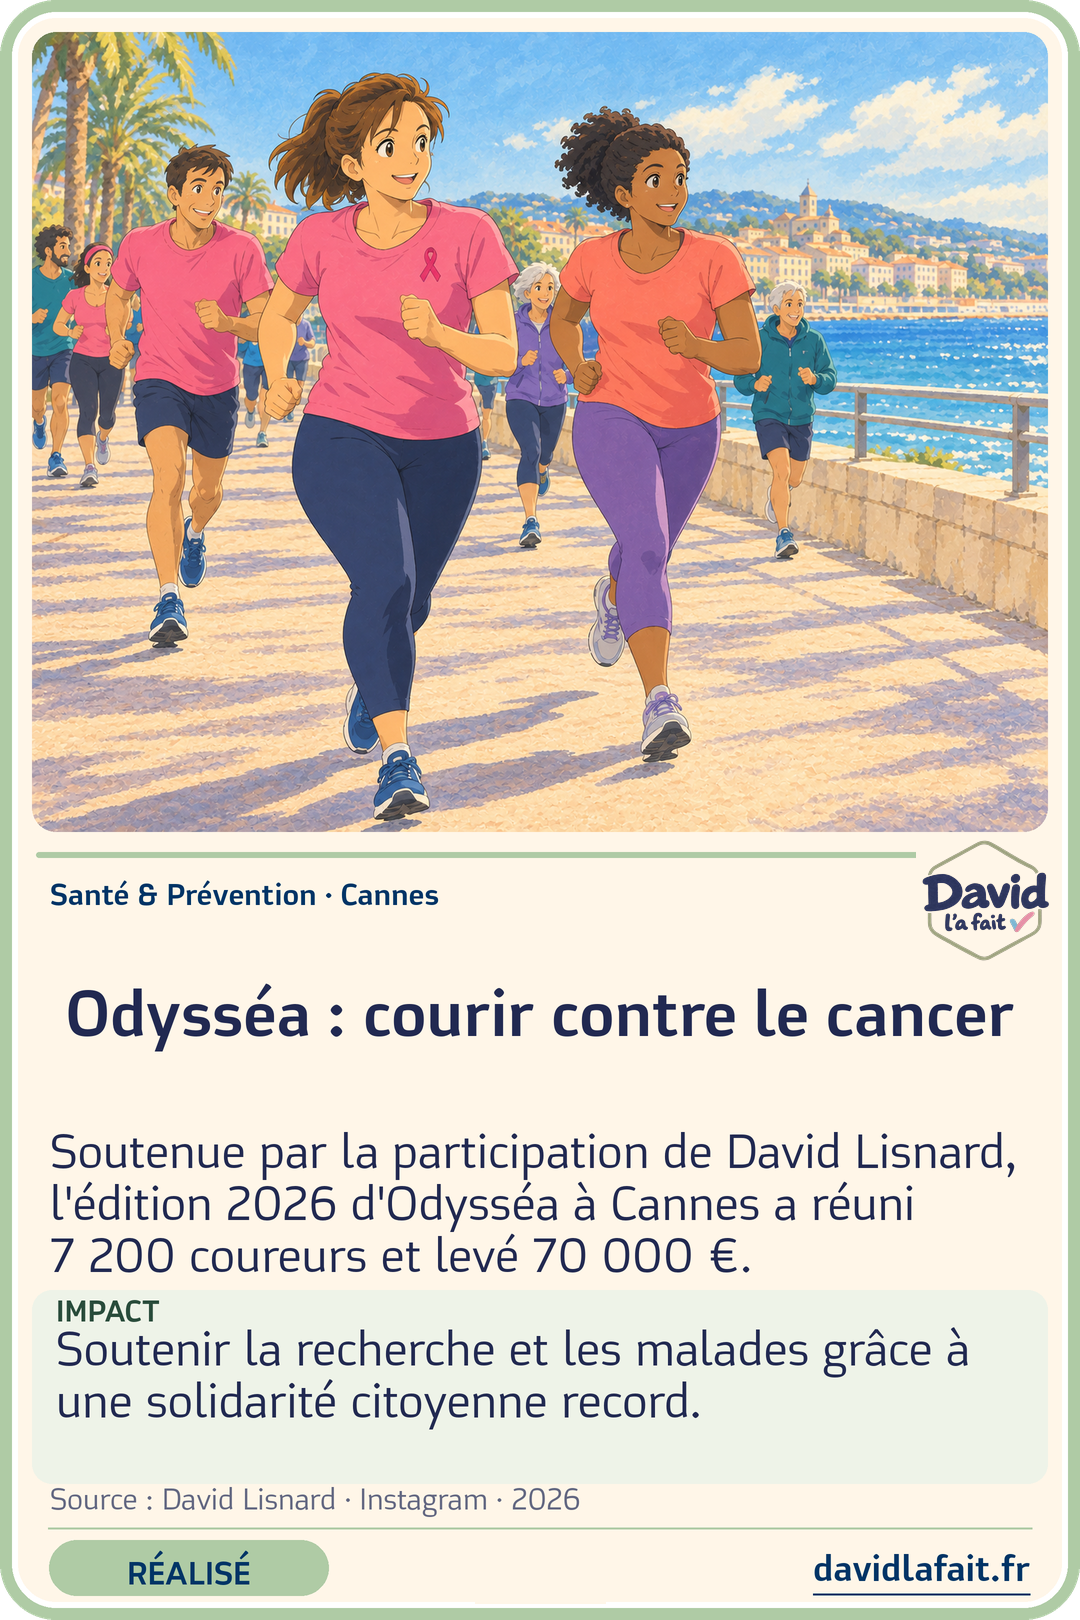 Santé & Prévention · Cannes
David
l'a fait
Odysséa : courir contre le cancer
Soutenue par la participation de David Lisnard,
l'édition 2026 d'Odysséa à Cannes a réuni
7 200 coureurs et levé 70 000 €.
IMPACT
Soutenir la recherche et les malades grâce à
une solidarité citoyenne record.
Source : David Lisnard · Instagram · 2026
RÉALISÉ
davidlafait.fr